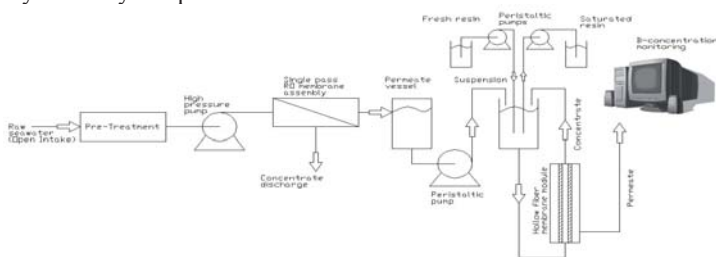 Fresh resin
Peristaltic
pumps
Saturated
resin
B-concentration
monitoring
Single pass
RO membrane
assembly
Permeate
vessel
Suspension
High
pressure
pump
Raw
seawater
(Open Intake)
Pre-Treatment
Concentrate
discharge
Peristaltic
pump
Hollow fiber
membrane module
Concentrate
Permeate